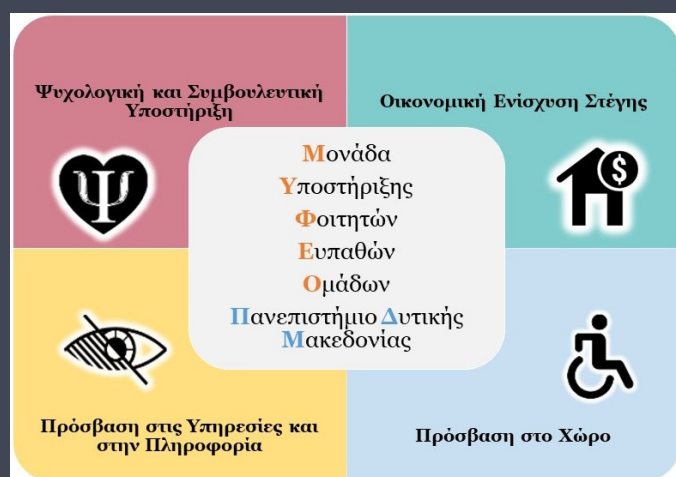 Ψυχολογική και Συμβουλευτική
Υποστήριξη
Οικονομική Ενίσχυση Στέγης
Μονάδα
Υποστήριξης
Φοιτητών
Ευπαθών
Ομάδων
Πανεπιστήμιο Δυτικής
Μακεδονίας
Πρόσβαση στις Υπηρεσίες και
στην Πληροφορία
Πρόσβαση στο Χώρο